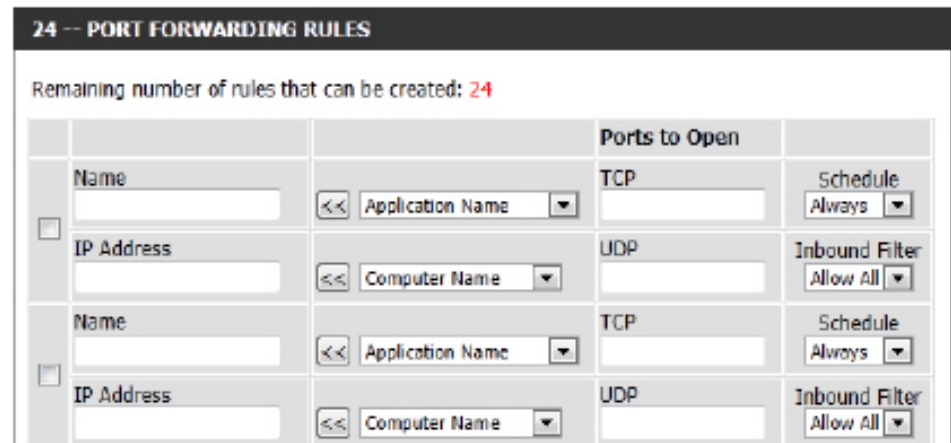 24 -- PORT FORWARDING RULES
Remaining number of rules that can be created: 24
Ports to Open
Name TCP Schedule
<< Application Name Always
IP Address UDP Inbound Filter
<< Computer Name Allow All
Name TCP Schedule
<< Application Name Always
IP Address UDP Inbound Filter
<< Computer Name Allow All